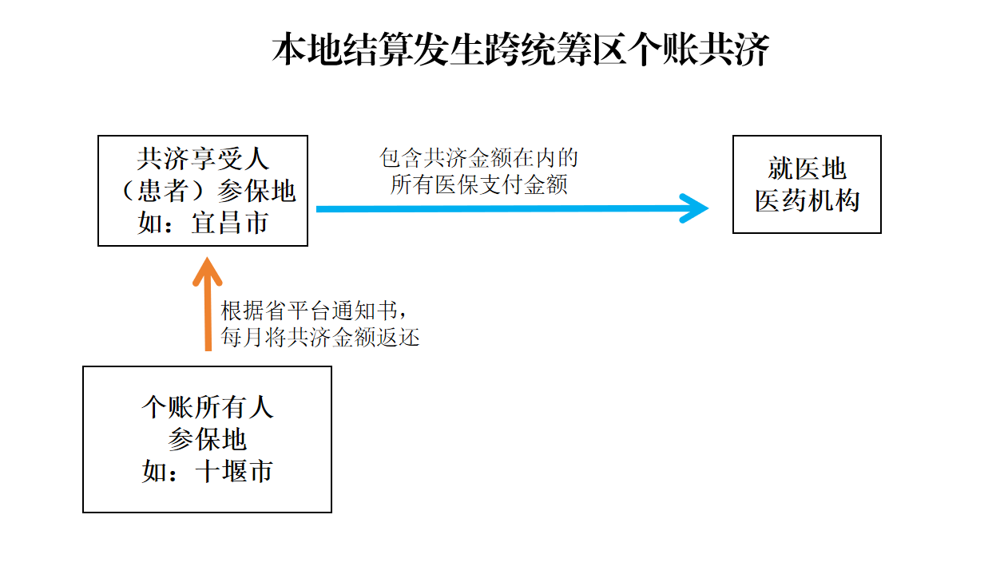 本地结算发生跨统筹区个账共济
共济享受人
（患者）参保地
如：宜昌市
包含共济金额在内的
所有医保支付金额
就医地
医药机构
根据省平台通知书，
每月将共济金额返还
个账所有人
参保地
如：十堰市